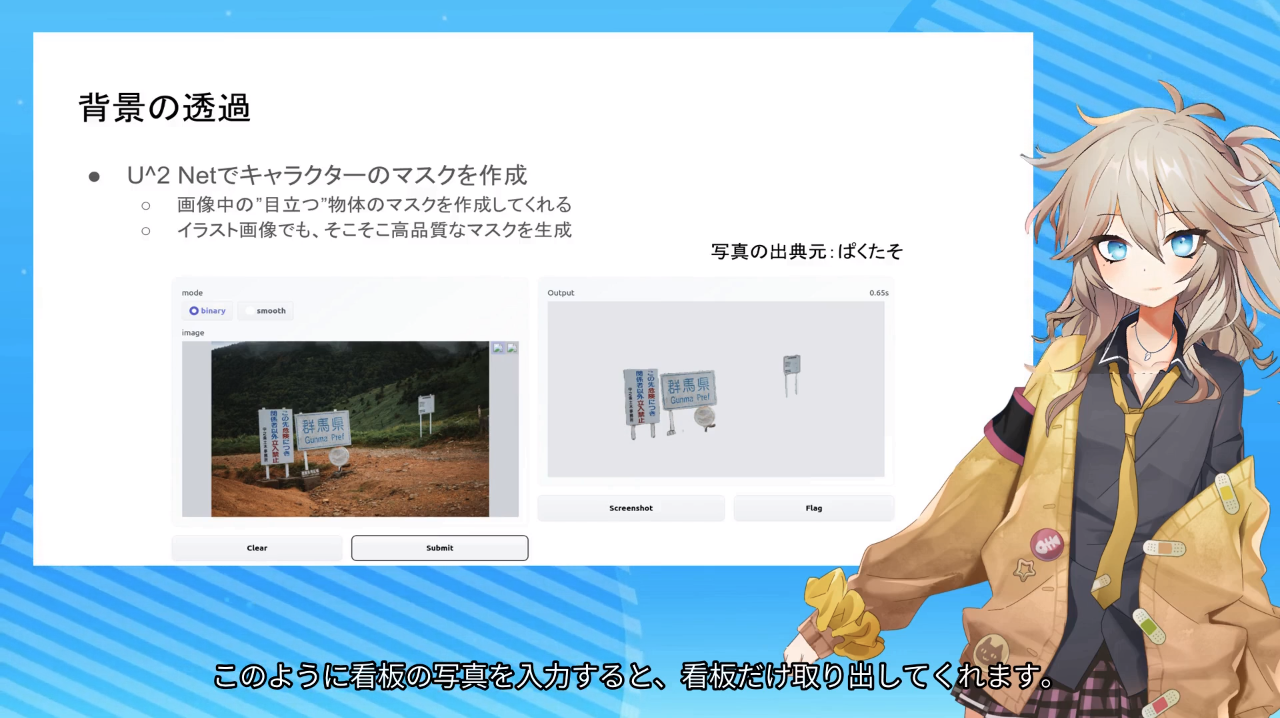 背景の透過
● U^2 Netでキャラクターのマスクを作成
○ 画像中の”目立つ”物体のマスクを作成してくれる
○ イラスト画像でも、そこそこ高品質なマスクを生成
写真の出典元：ぱくたそ
mode
binary
smooth
image
この先危険につき
関係者以外立入禁止
群馬県
Gunma Pref
Clear
Submit
Output
0.65s
この先危険につき
関係者以外立入禁止
群馬県
Gunma Pref
Screenshot
Flag
このように看板の写真を入力すると、看板だけ取り出してくれます。